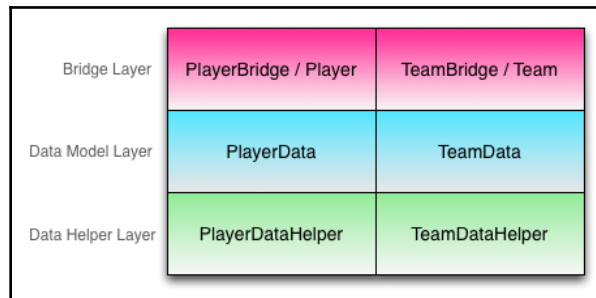 Bridge Layer
PlayerBridge / Player
TeamBridge / Team
Data Model Layer
PlayerData
TeamData
Data Helper Layer
PlayerDataHelper
TeamDataHelper